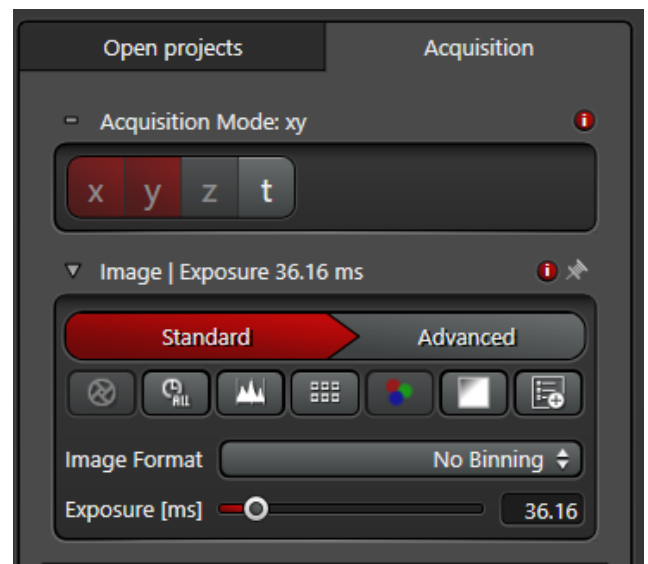 Open projects Acquisition
Acquisition Mode: xy
x y z t
Image | Exposure 36.16 ms
Standard Advanced
ALL
Image Format No Binning
Exposure [ms] 36.16